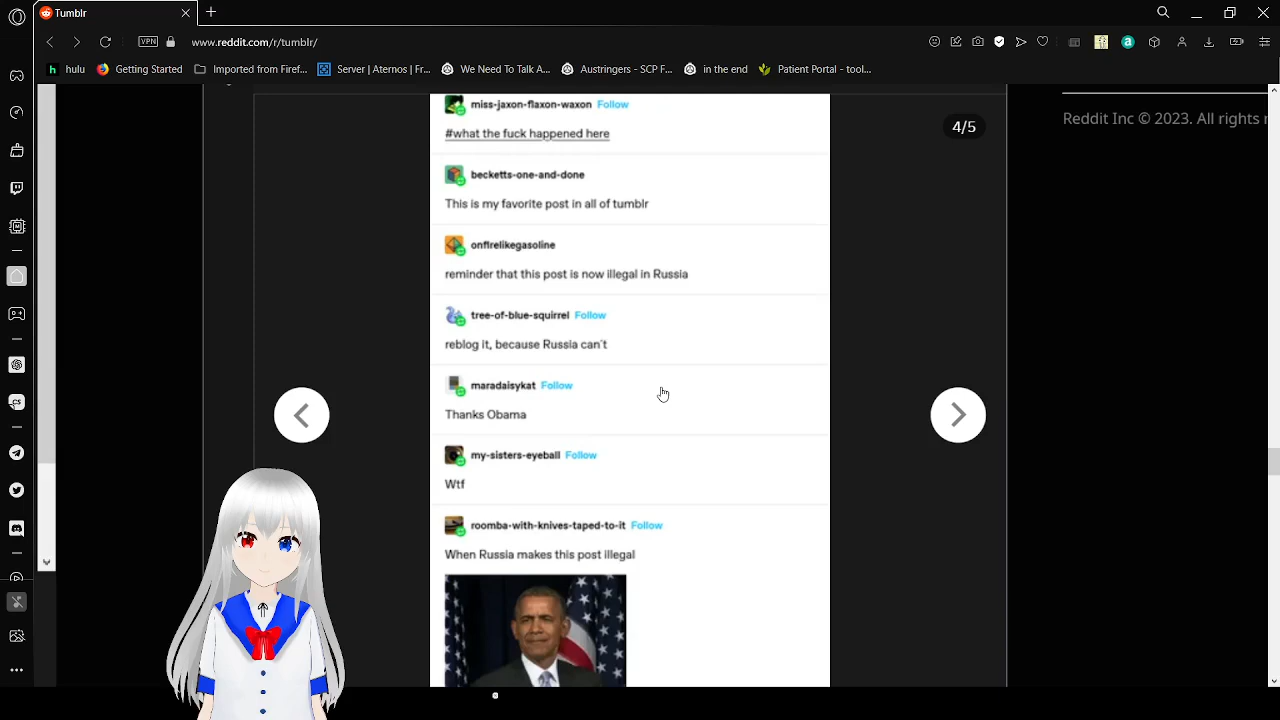 Tumblr
VPN
www.reddit.com/r/tumblr/
hulu
Getting Started
Imported from Firef...
Server | Aternos | Fr...
We Need To Talk A...
Austringers - SCP F...
in the end
Patient Portal - tool...
miss-jaxon-flaxon-waxon Follow
#what the fuck happened here
4/5
Reddit Inc © 2023. All rights r
becketts-one-and-done
This is my favorite post in all of tumblr
onfirelikegasoline
reminder that this post is now illegal in Russia
tree-of-blue-squirrel Follow
reblog it, because Russia can't
maradaisykat Follow
Thanks Obama
my-sisters-eyeball Follow
Wtf
roomba-with-knives-taped-to-it Follow
When Russia makes this post illegal